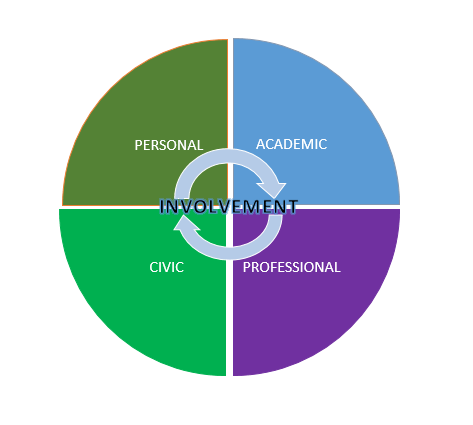 PERSONAL
ACADEMIC
INVOLVEMENT
CIVIC
PROFESSIONAL